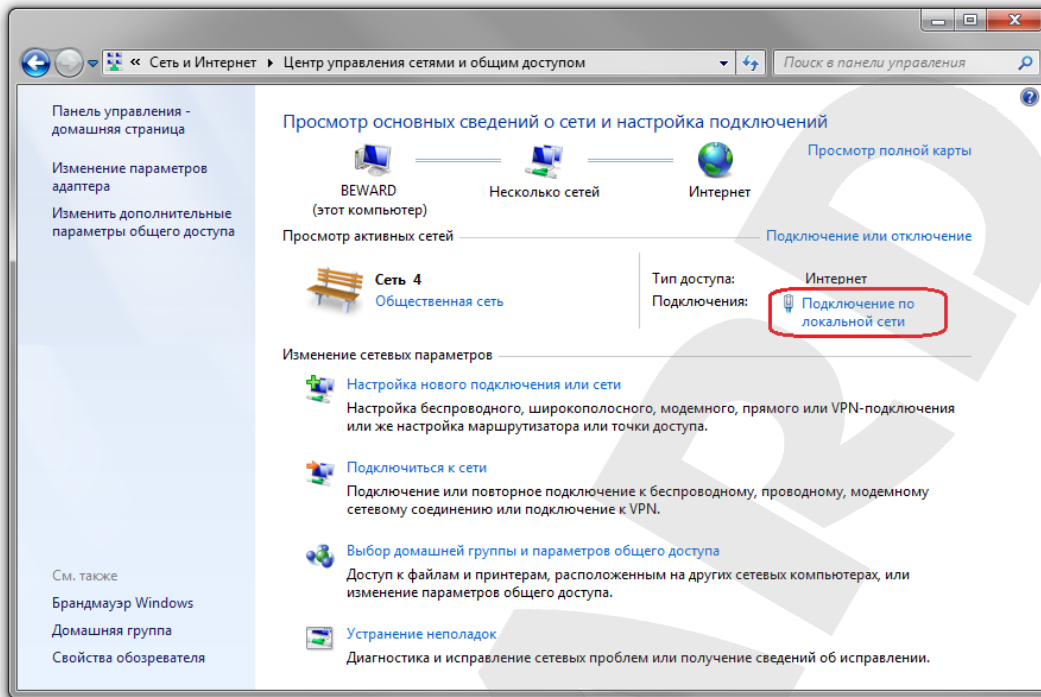 « Сеть и Интернет ▸ Центр управления сетями и общим доступом
Поиск в панели управления
Панель управления -
домашняя страница
Изменение параметров
адаптера
Изменить дополнительные
параметры общего доступа
См. также
Брандмауэр Windows
Домашняя группа
Свойства обозревателя
Просмотр основных сведений о сети и настройка подключений
Просмотр полной карты
BEWARD
(этот компьютер)
Несколько сетей
Интернет
Просмотр активных сетей
Подключение или отключение
Сеть 4
Общественная сеть
Тип доступа: Интернет
Подключения: Подключение по
локальной сети
Изменение сетевых параметров
Настройка нового подключения или сети
Настройка беспроводного, широкополосного, модемного, прямого или VPN-подключения
или же настройка маршрутизатора или точки доступа.
Подключиться к сети
Подключение или повторное подключение к беспроводному, проводному, модемному
сетевому соединению или подключение к VPN.
Выбор домашней группы и параметров общего доступа
Доступ к файлам и принтерам, расположенным на других сетевых компьютерах, или
изменение параметров общего доступа.
Устранение неполадок
Диагностика и исправление сетевых проблем или получение сведений об исправлении.